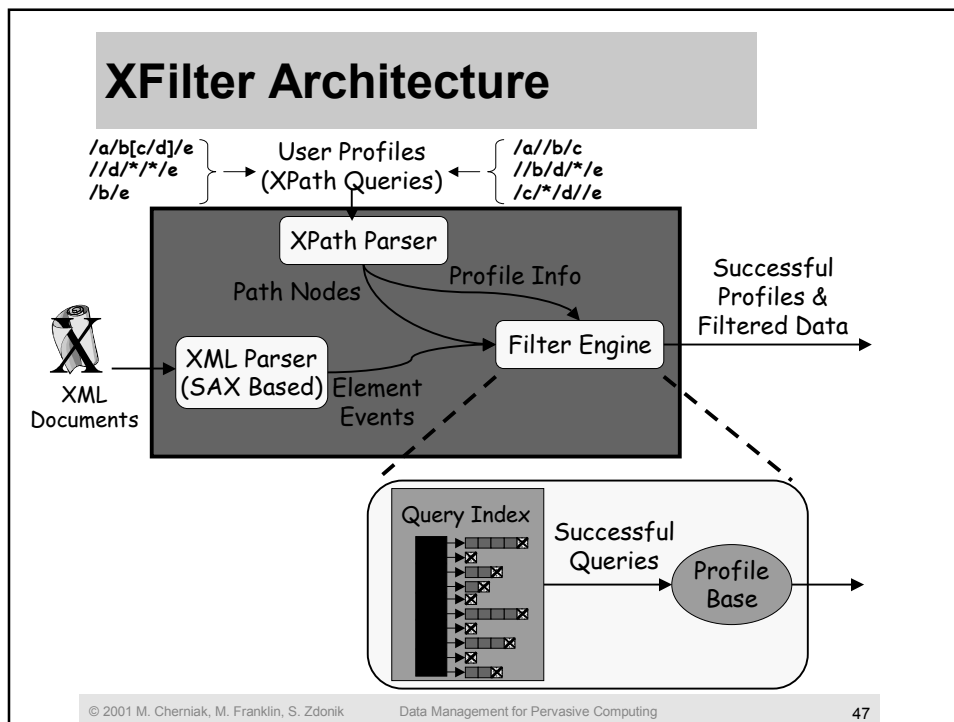 XFilter Architecture
/a/b[c/d]/e
//d/*/*/e
/b/e
User Profiles
(XPath Queries)
/a//b/c
//b/d/*/e
/c/*/d//e
XPath Parser
Profile Info
Path Nodes
Successful
Profiles &
Filtered Data
Filter Engine
X
XML
Documents
XML Parser
(SAX Based)
Element
Events
Query Index
Successful
Queries
Profile
Base
© 2001 M. Cherniak, M. Franklin, S. Zdonik
Data Management for Pervasive Computing
47